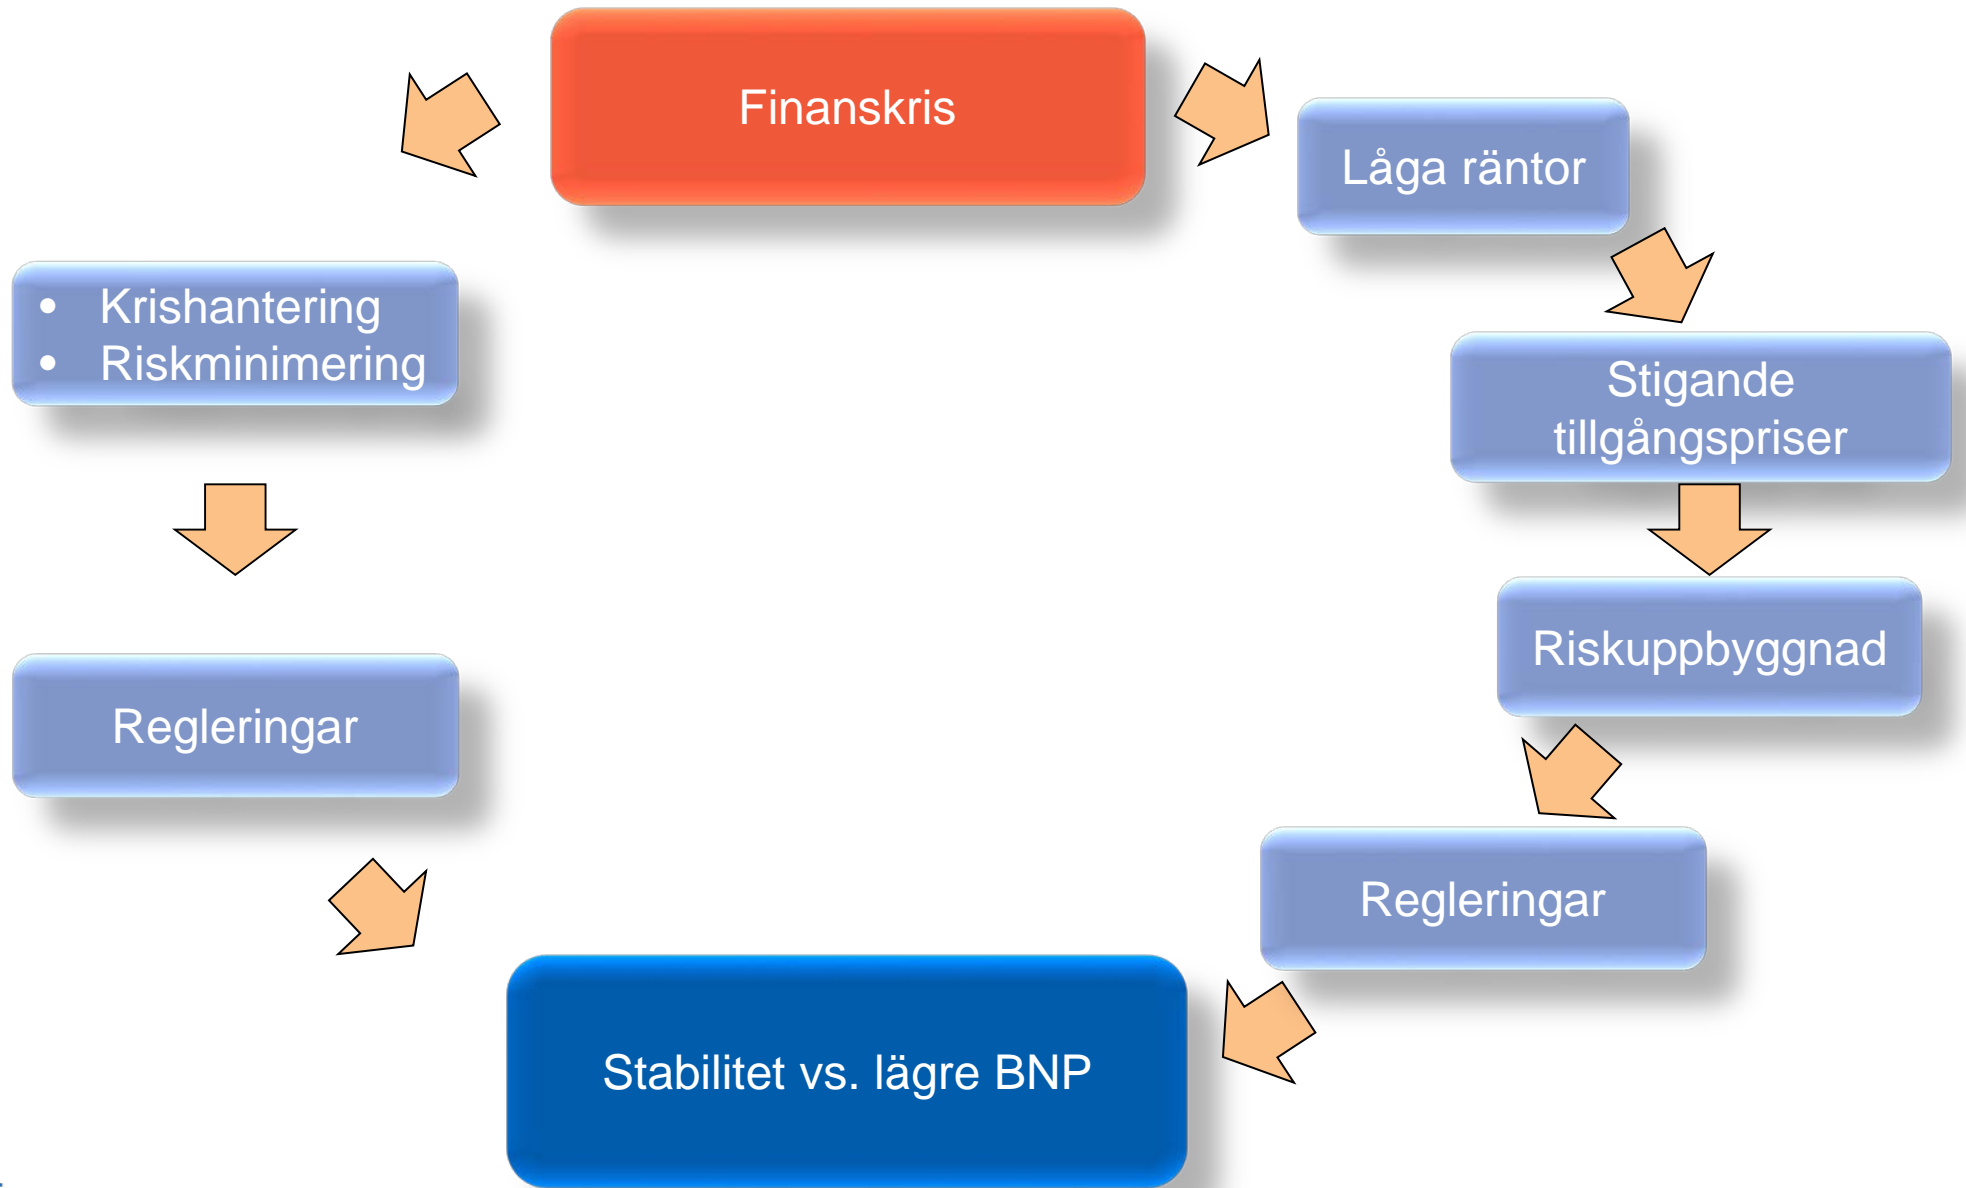 Finanskris
Låga räntor
• Krishantering
• Riskminimering
Stigande
tillgångspriser
Riskuppbyggnad
Regleringar
Regleringar
Stabilitet vs. lägre BNP